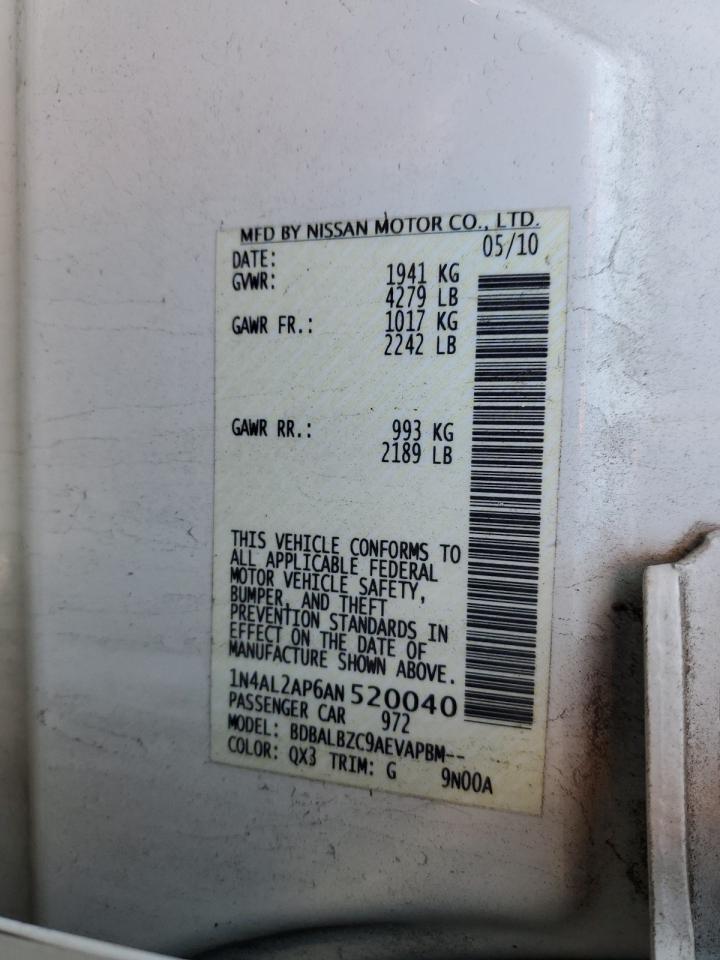 MFD BY NISSAN MOTOR CO., LTD.
DATE: 05/10
GVWR: 1941 KG
4279 LB
GAWR FR.: 1017 KG
2242 LB
GAWR RR.: 993 KG
2189 LB
THIS VEHICLE CONFORMS TO
ALL APPLICABLE FEDERAL
MOTOR VEHICLE SAFETY,
BUMPER, AND THEFT
PREVENTION STANDARDS IN
EFFECT ON THE DATE OF
MANUFACTURE SHOWN ABOVE.
1N4AL2AP6AN 520040
PASSENGER CAR 972
MODEL: BDBALBZC9AEVAPBM--
COLOR: QX3 TRIM: G 9N00A